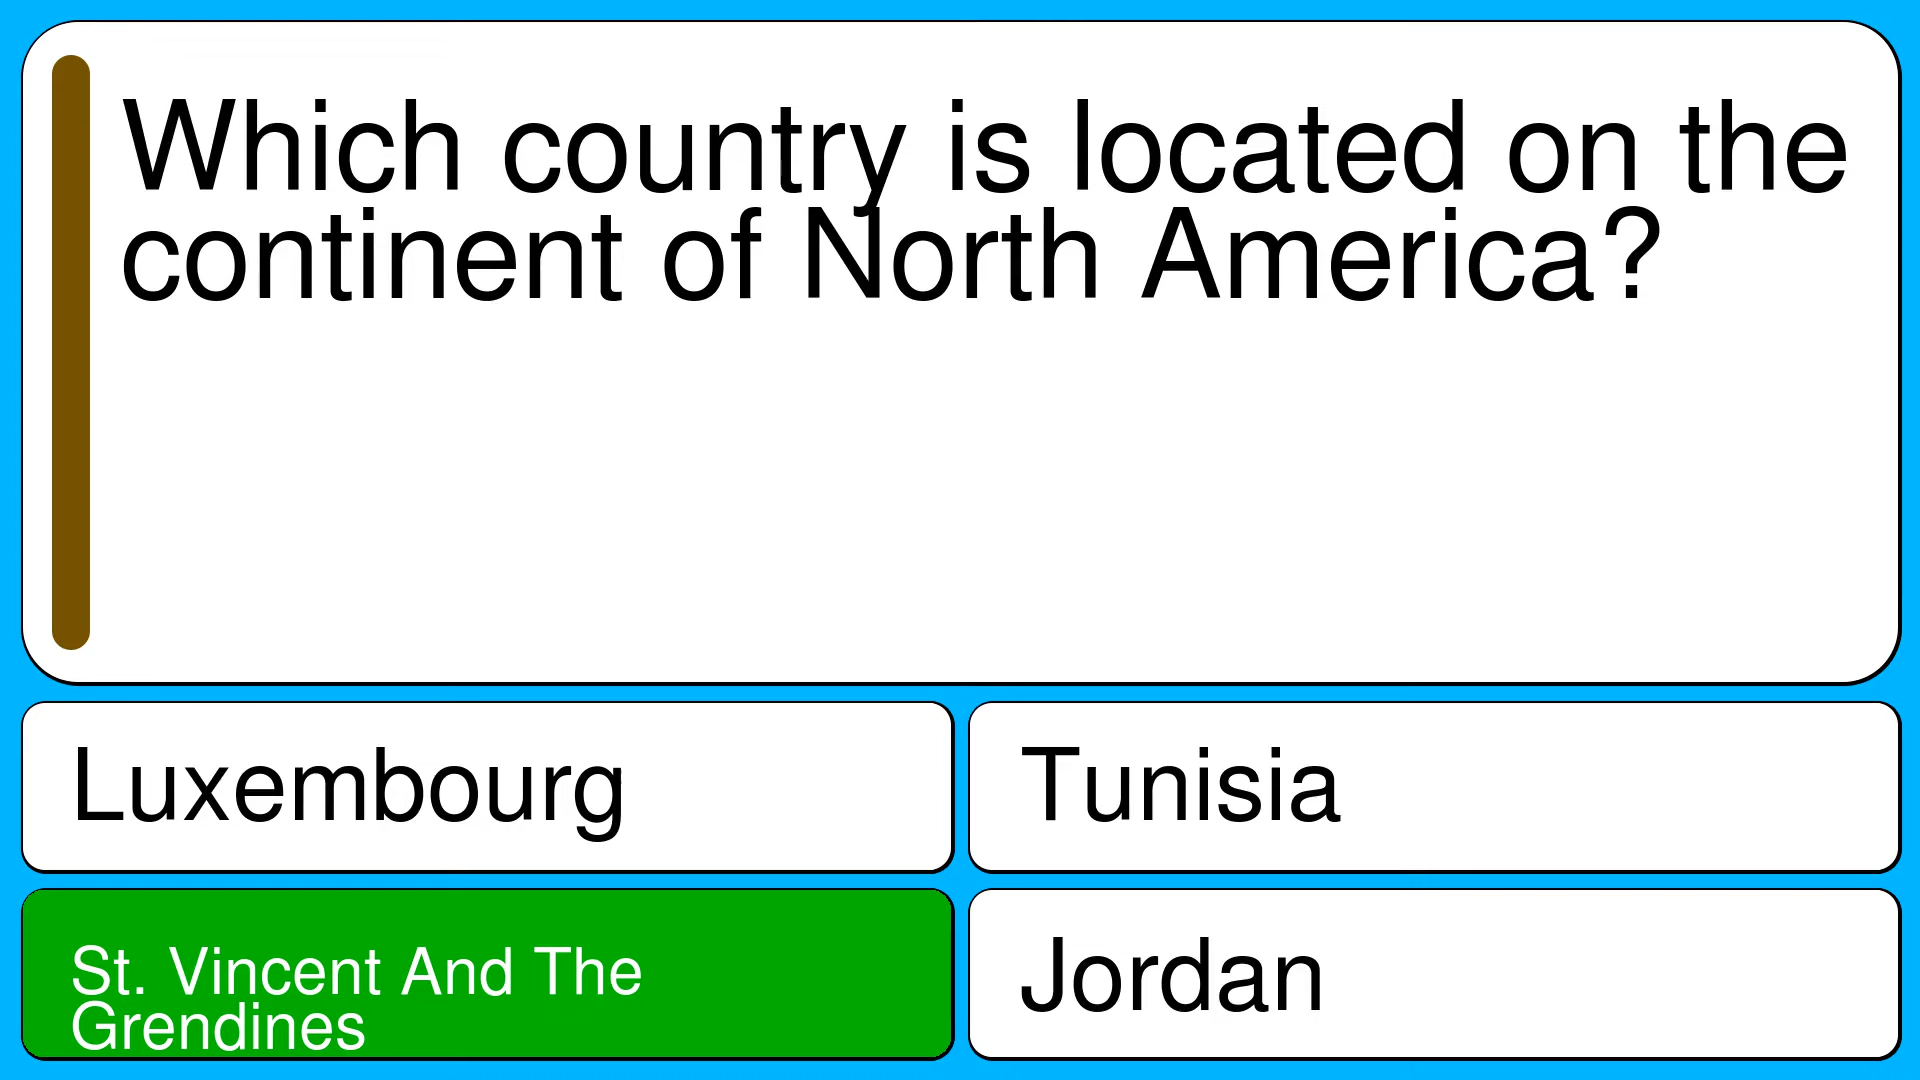 Which country is located on the
continent of North America?
Luxembourg
Tunisia
St. Vincent And The
Grendines
Jordan